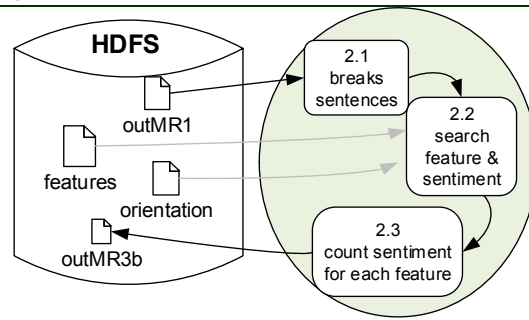 HDFS
outMR1
features
orientation
outMR3b
2.1
breaks
sentences
2.2
search
feature &
sentiment
2.3
count sentiment
for each feature